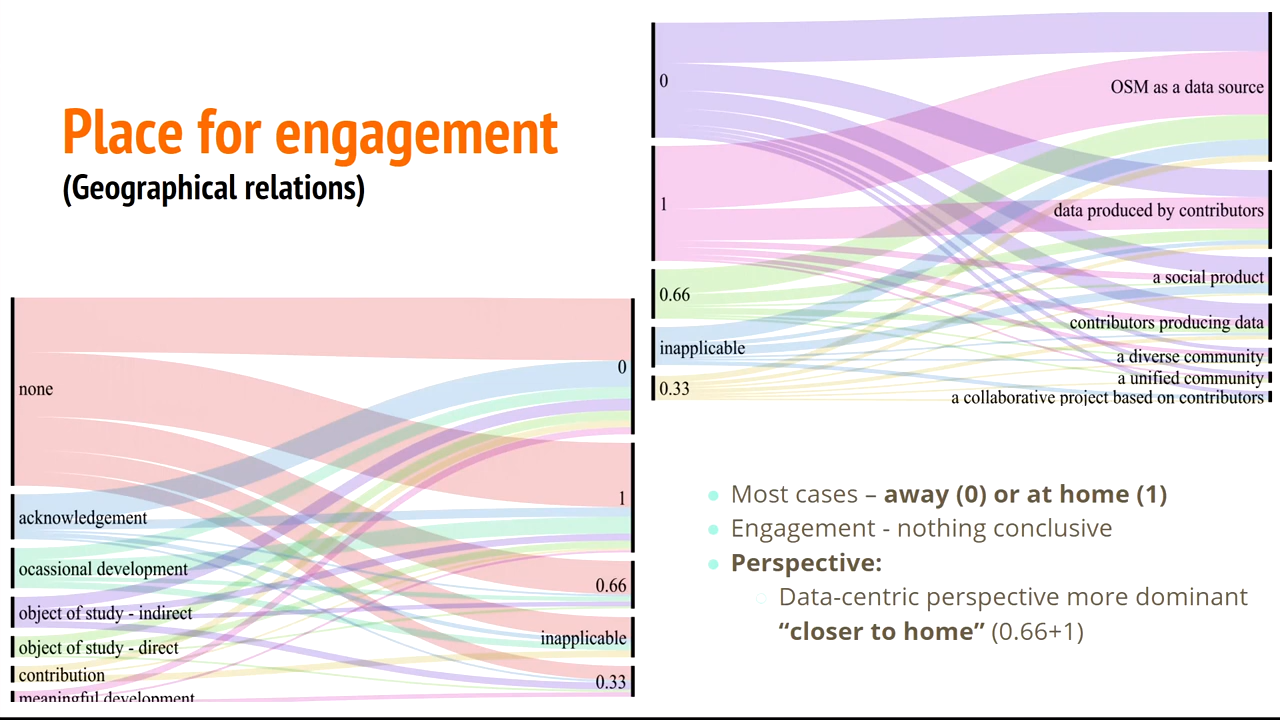 Place for engagement
(Geographical relations)
none
acknowledgement
ocassional development
object of study - indirect
object of study - direct
contribution
meaningful development
0
1
0.66
inapplicable
0.33
0
1
0.66
inapplicable
0.33
OSM as a data source
data produced by contributors
a social product
contributors producing data
a diverse community
a unified community
a collaborative project based on contributors
Most cases – away (0) or at home (1)
Engagement - nothing conclusive
Perspective:
Data-centric perspective more dominant
“closer to home” (0.66+1)